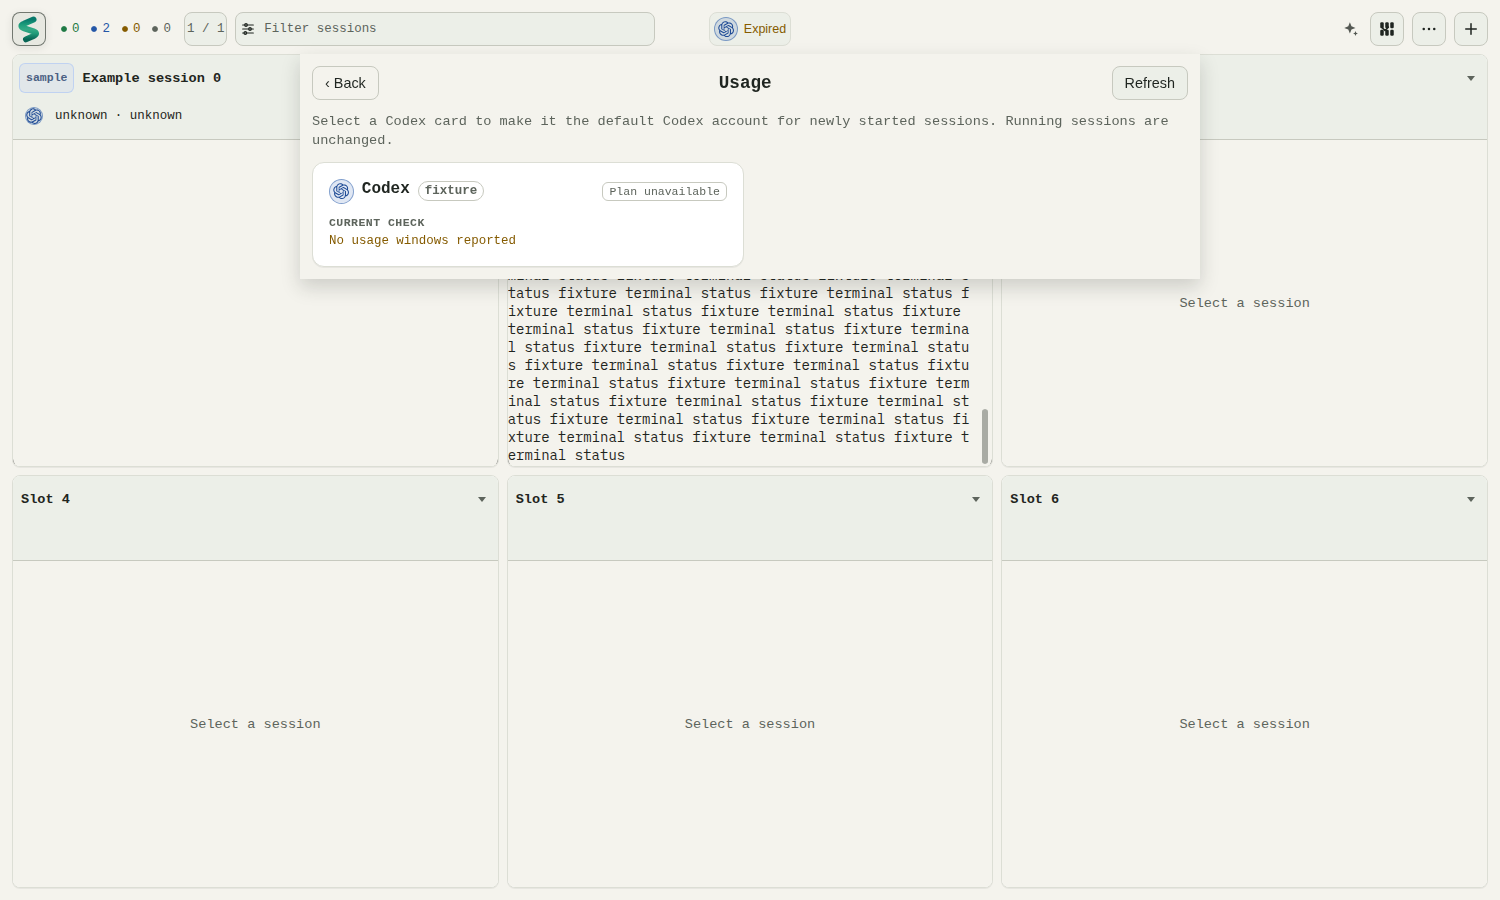 0 2 0 0 1 / 1 Filter sessions Expired
sample Example session 0
unknown · unknown
‹ Back Usage Refresh
Select a Codex card to make it the default Codex account for newly started sessions. Running sessions are
unchanged.
Codex fixture Plan unavailable
CURRENT CHECK
No usage windows reported
tatus fixture terminal status fixture terminal status f
ixture terminal status fixture terminal status fixture
terminal status fixture terminal status fixture termina
l status fixture terminal status fixture terminal statu
s fixture terminal status fixture terminal status fixtu
re terminal status fixture terminal status fixture term
inal status fixture terminal status fixture terminal st
atus fixture terminal status fixture terminal status fi
xture terminal status fixture terminal status fixture t
erminal status
Select a session
Slot 4
Select a session
Slot 5
Select a session
Slot 6
Select a session